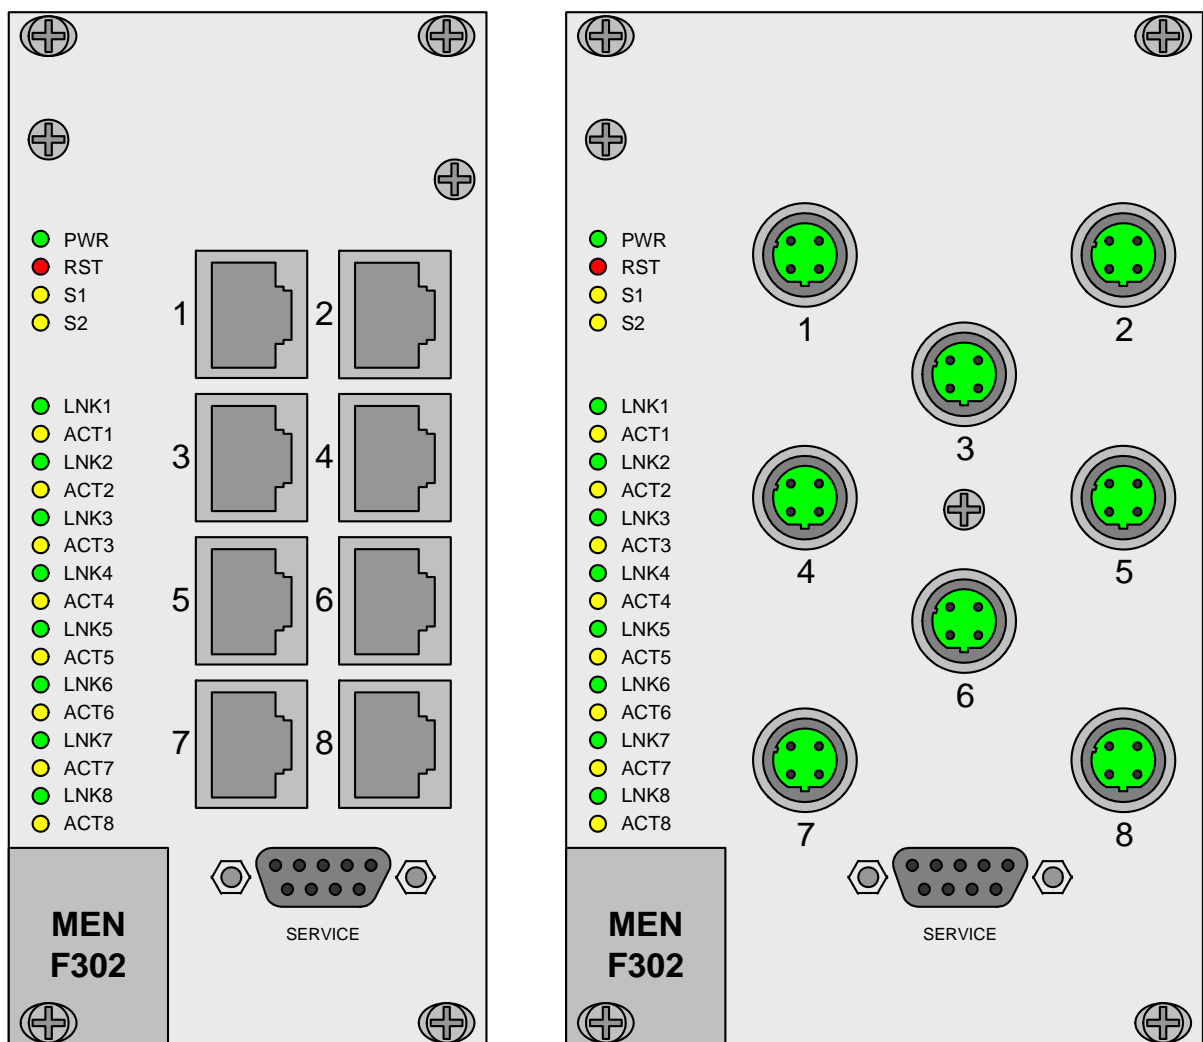 PWR
RST
S1
S2
1 2
LNK1
ACT1
LNK2
ACT2
LNK3
ACT3
LNK4
ACT4
LNK5
ACT5
LNK6
ACT6
LNK7
ACT7
LNK8
ACT8
3 4
5 6
7 8
MEN
F302
SERVICE
PWR
RST
S1
S2
LNK1
ACT1
LNK2
ACT2
LNK3
ACT3
LNK4
ACT4
LNK5
ACT5
LNK6
ACT6
LNK7
ACT7
LNK8
ACT8
1 2
3
4 5
6
7 8
MEN
F302
SERVICE